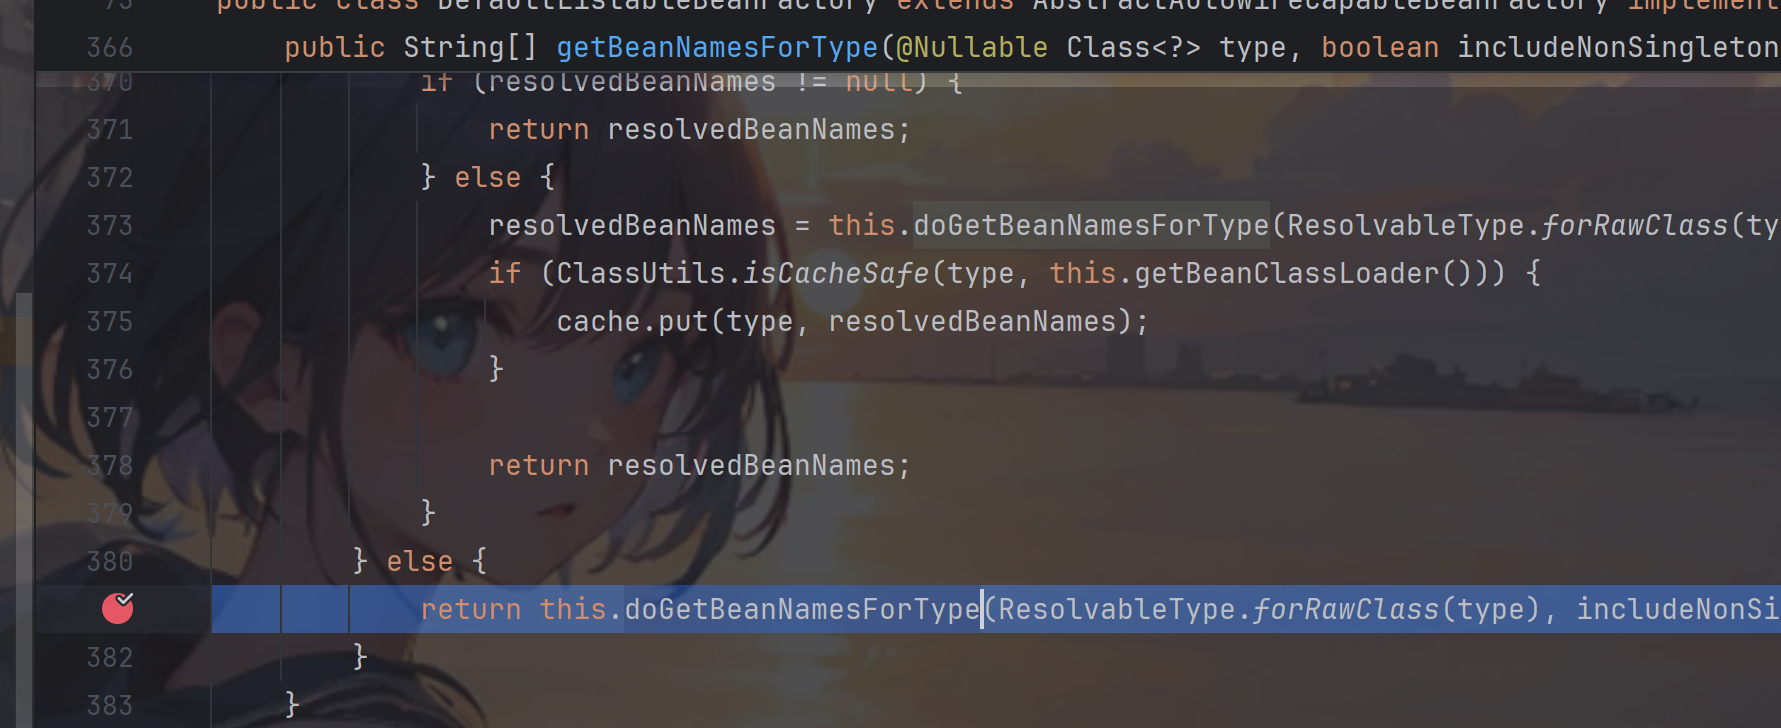 73 public class DefaultListableBeanFactory extends AbstractAutowireCapableBeanFactory implement
366 public String[] getBeanNamesForType(@Nullable Class<?> type, boolean includeNonSingleton
370 if (resolvedBeanNames != null) {
371 return resolvedBeanNames;
372 } else {
373 resolvedBeanNames = this.doGetBeanNamesForType(ResolvableType.forRawClass(ty
374 if (ClassUtils.isCacheSafe(type, this.getBeanClassLoader())) {
375 cache.put(type, resolvedBeanNames);
376 }
377
378 return resolvedBeanNames;
379 }
380 } else {
return this.doGetBeanNamesForType(ResolvableType.forRawClass(type), includeNonSi
382 }
383 }